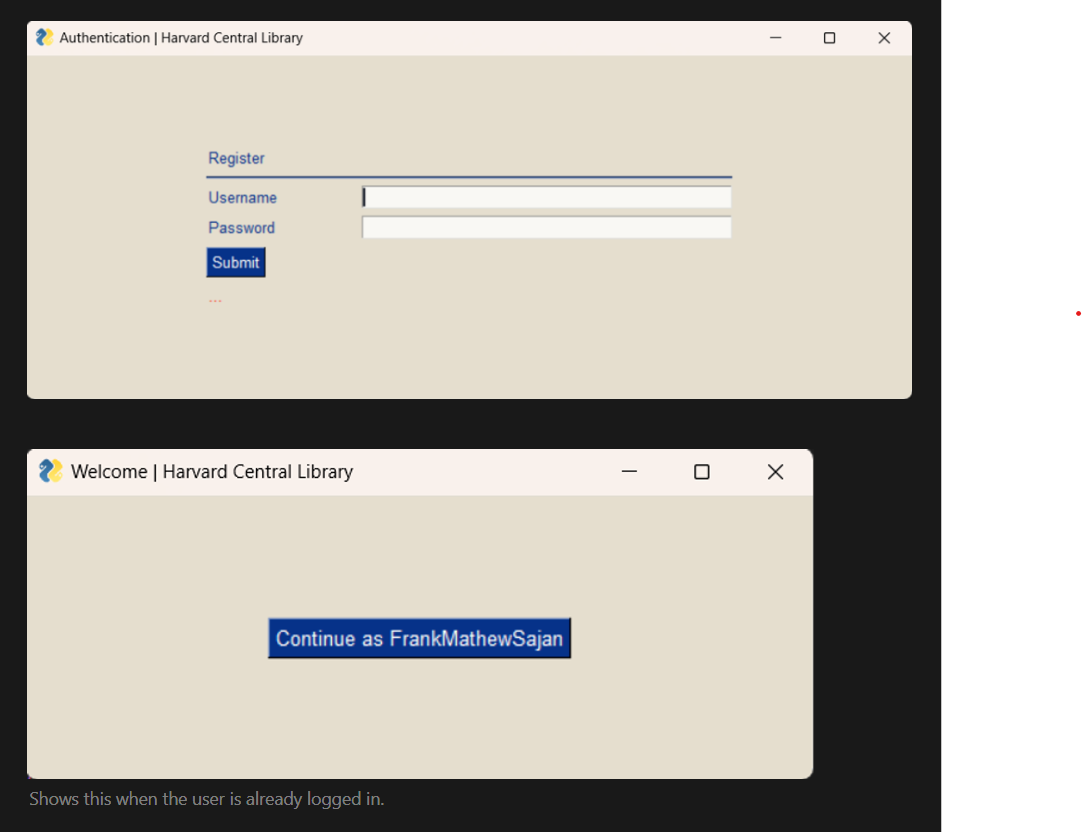 Authentication | Harvard Central Library
Register
Username
Password
Submit
...
Welcome | Harvard Central Library
Continue as FrankMathewSajan
Shows this when the user is already logged in.